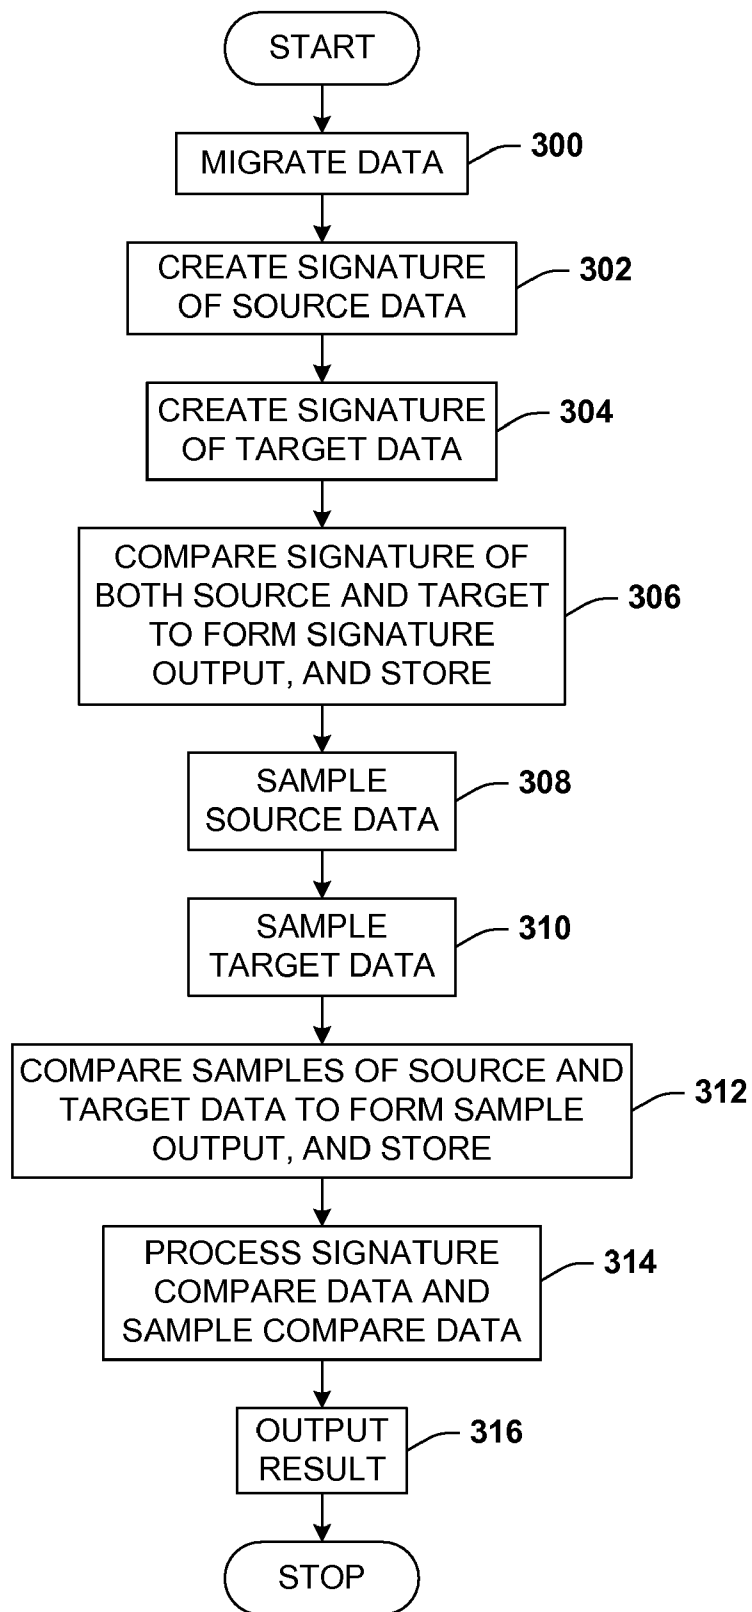 START
MIGRATE DATA
300
CREATE SIGNATURE
OF SOURCE DATA
302
CREATE SIGNATURE
OF TARGET DATA
304
COMPARE SIGNATURE OF
BOTH SOURCE AND TARGET
TO FORM SIGNATURE
OUTPUT, AND STORE
306
SAMPLE
SOURCE DATA
308
SAMPLE
TARGET DATA
310
COMPARE SAMPLES OF SOURCE AND
TARGET DATA TO FORM SAMPLE
OUTPUT, AND STORE
312
PROCESS SIGNATURE
COMPARE DATA AND
SAMPLE COMPARE DATA
314
OUTPUT
RESULT
316
STOP